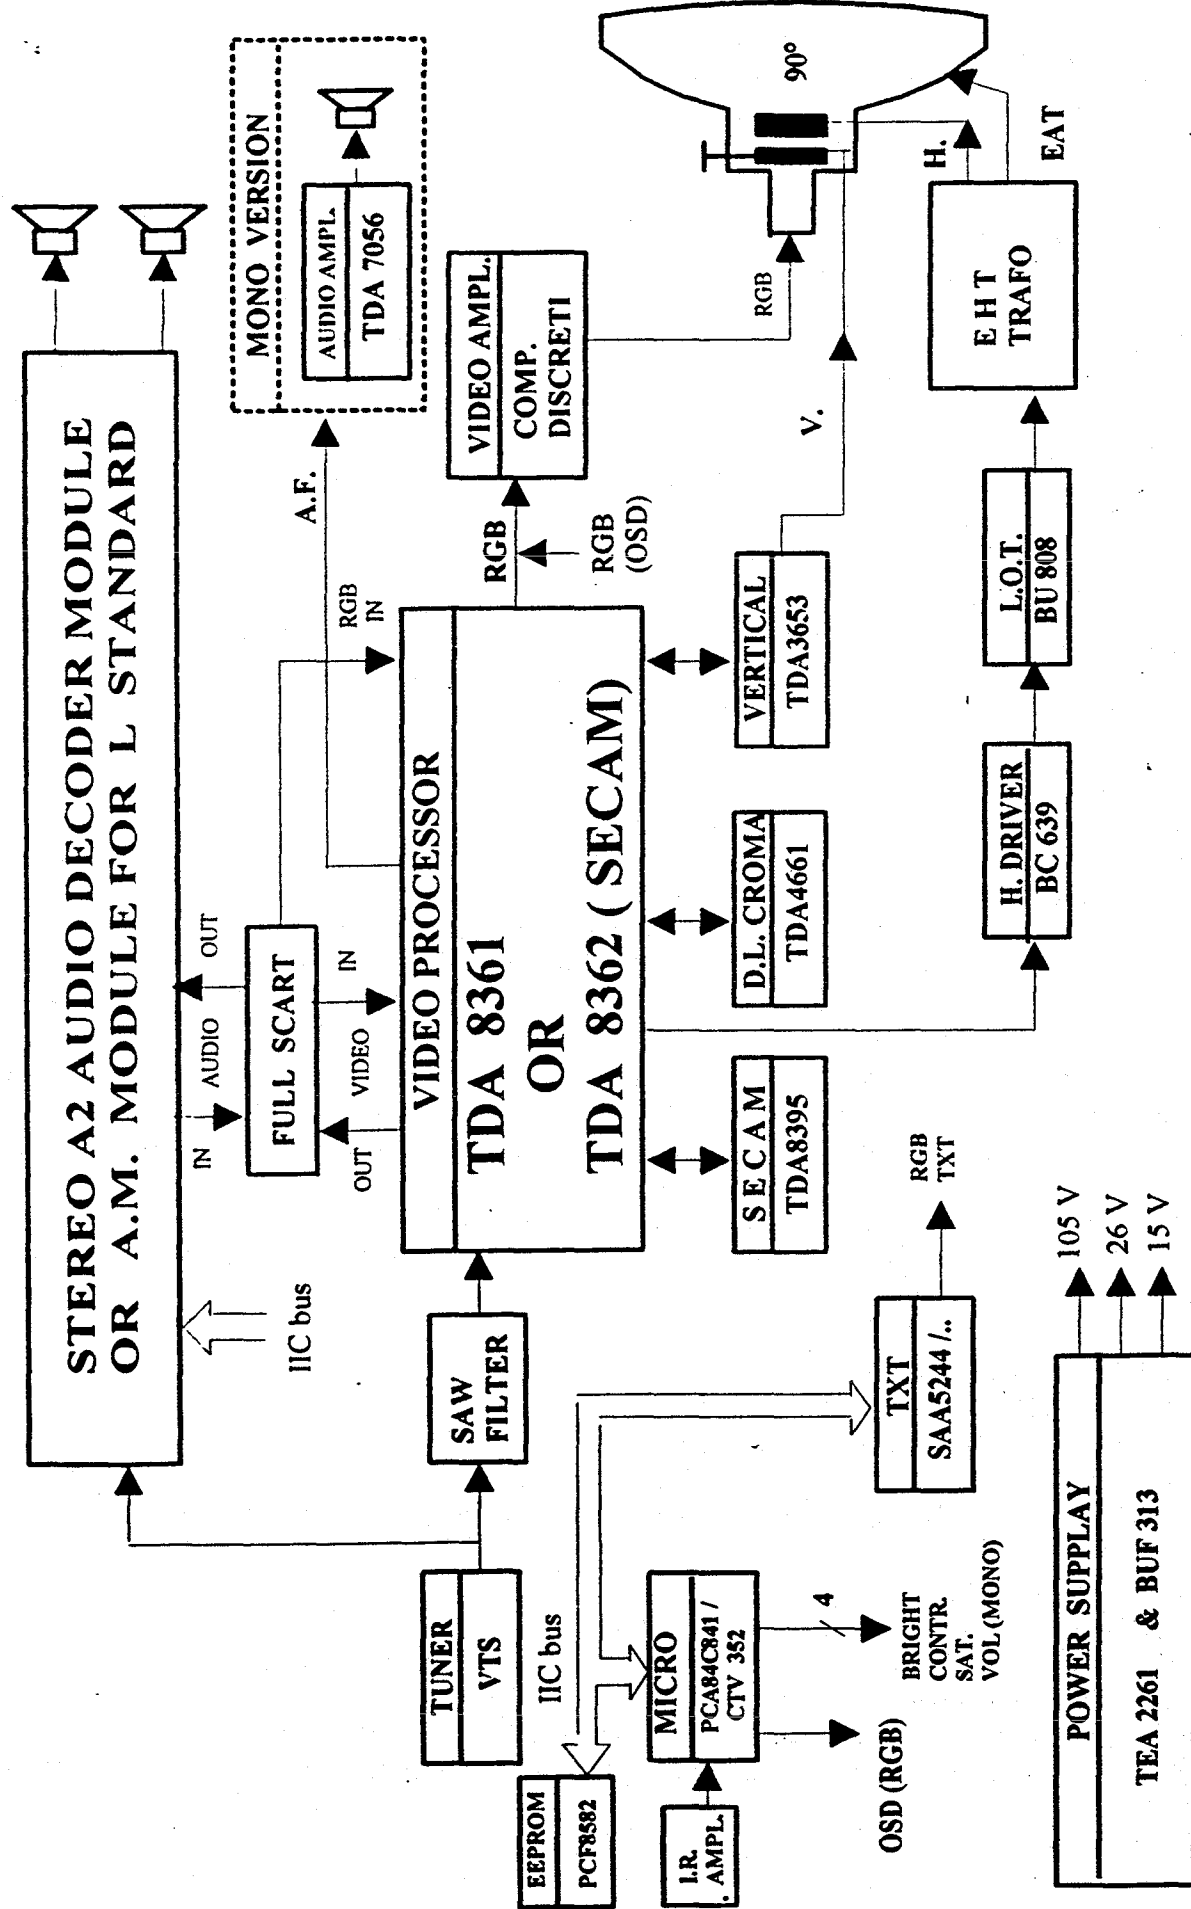 STEREO A2 AUDIO DECODER MODULE
OR A.M. MODULE FOR L STANDARD
MONO VERSION
AUDIO AMPL.
TDA 7056
IIC bus
IN
AUDIO
OUT
FULL SCART
OUT
VIDEO
IN
RGB
IN
A.F.
TUNER
VTS
SAW
FILTER
VIDEO PROCESSOR
TDA 8361
OR
TDA 8362 ( SECAM)
RGB
RGB
(OSD)
VIDEO AMPL.
COMP.
DISCRETI
RGB
90°
EEPROM
PCF8582
IIC bus
I.R.
AMPL.
MICRO
PCA84C841 /
CTV 352
OSD (RGB)
4
BRIGHT
CONTR.
SAT.
VOL (MONO)
TXT
SAA5244 /..
RGB
TXT
SECAM
TDA8395
D.L. CROMA
TDA4661
VERTICAL
TDA3653
V.
H. DRIVER
BC 639
L.O.T.
BU 808
E H T
TRAFO
H.
EAT
POWER SUPPLAY
TEA 2261 & BUF 313
105 V
26 V
15 V